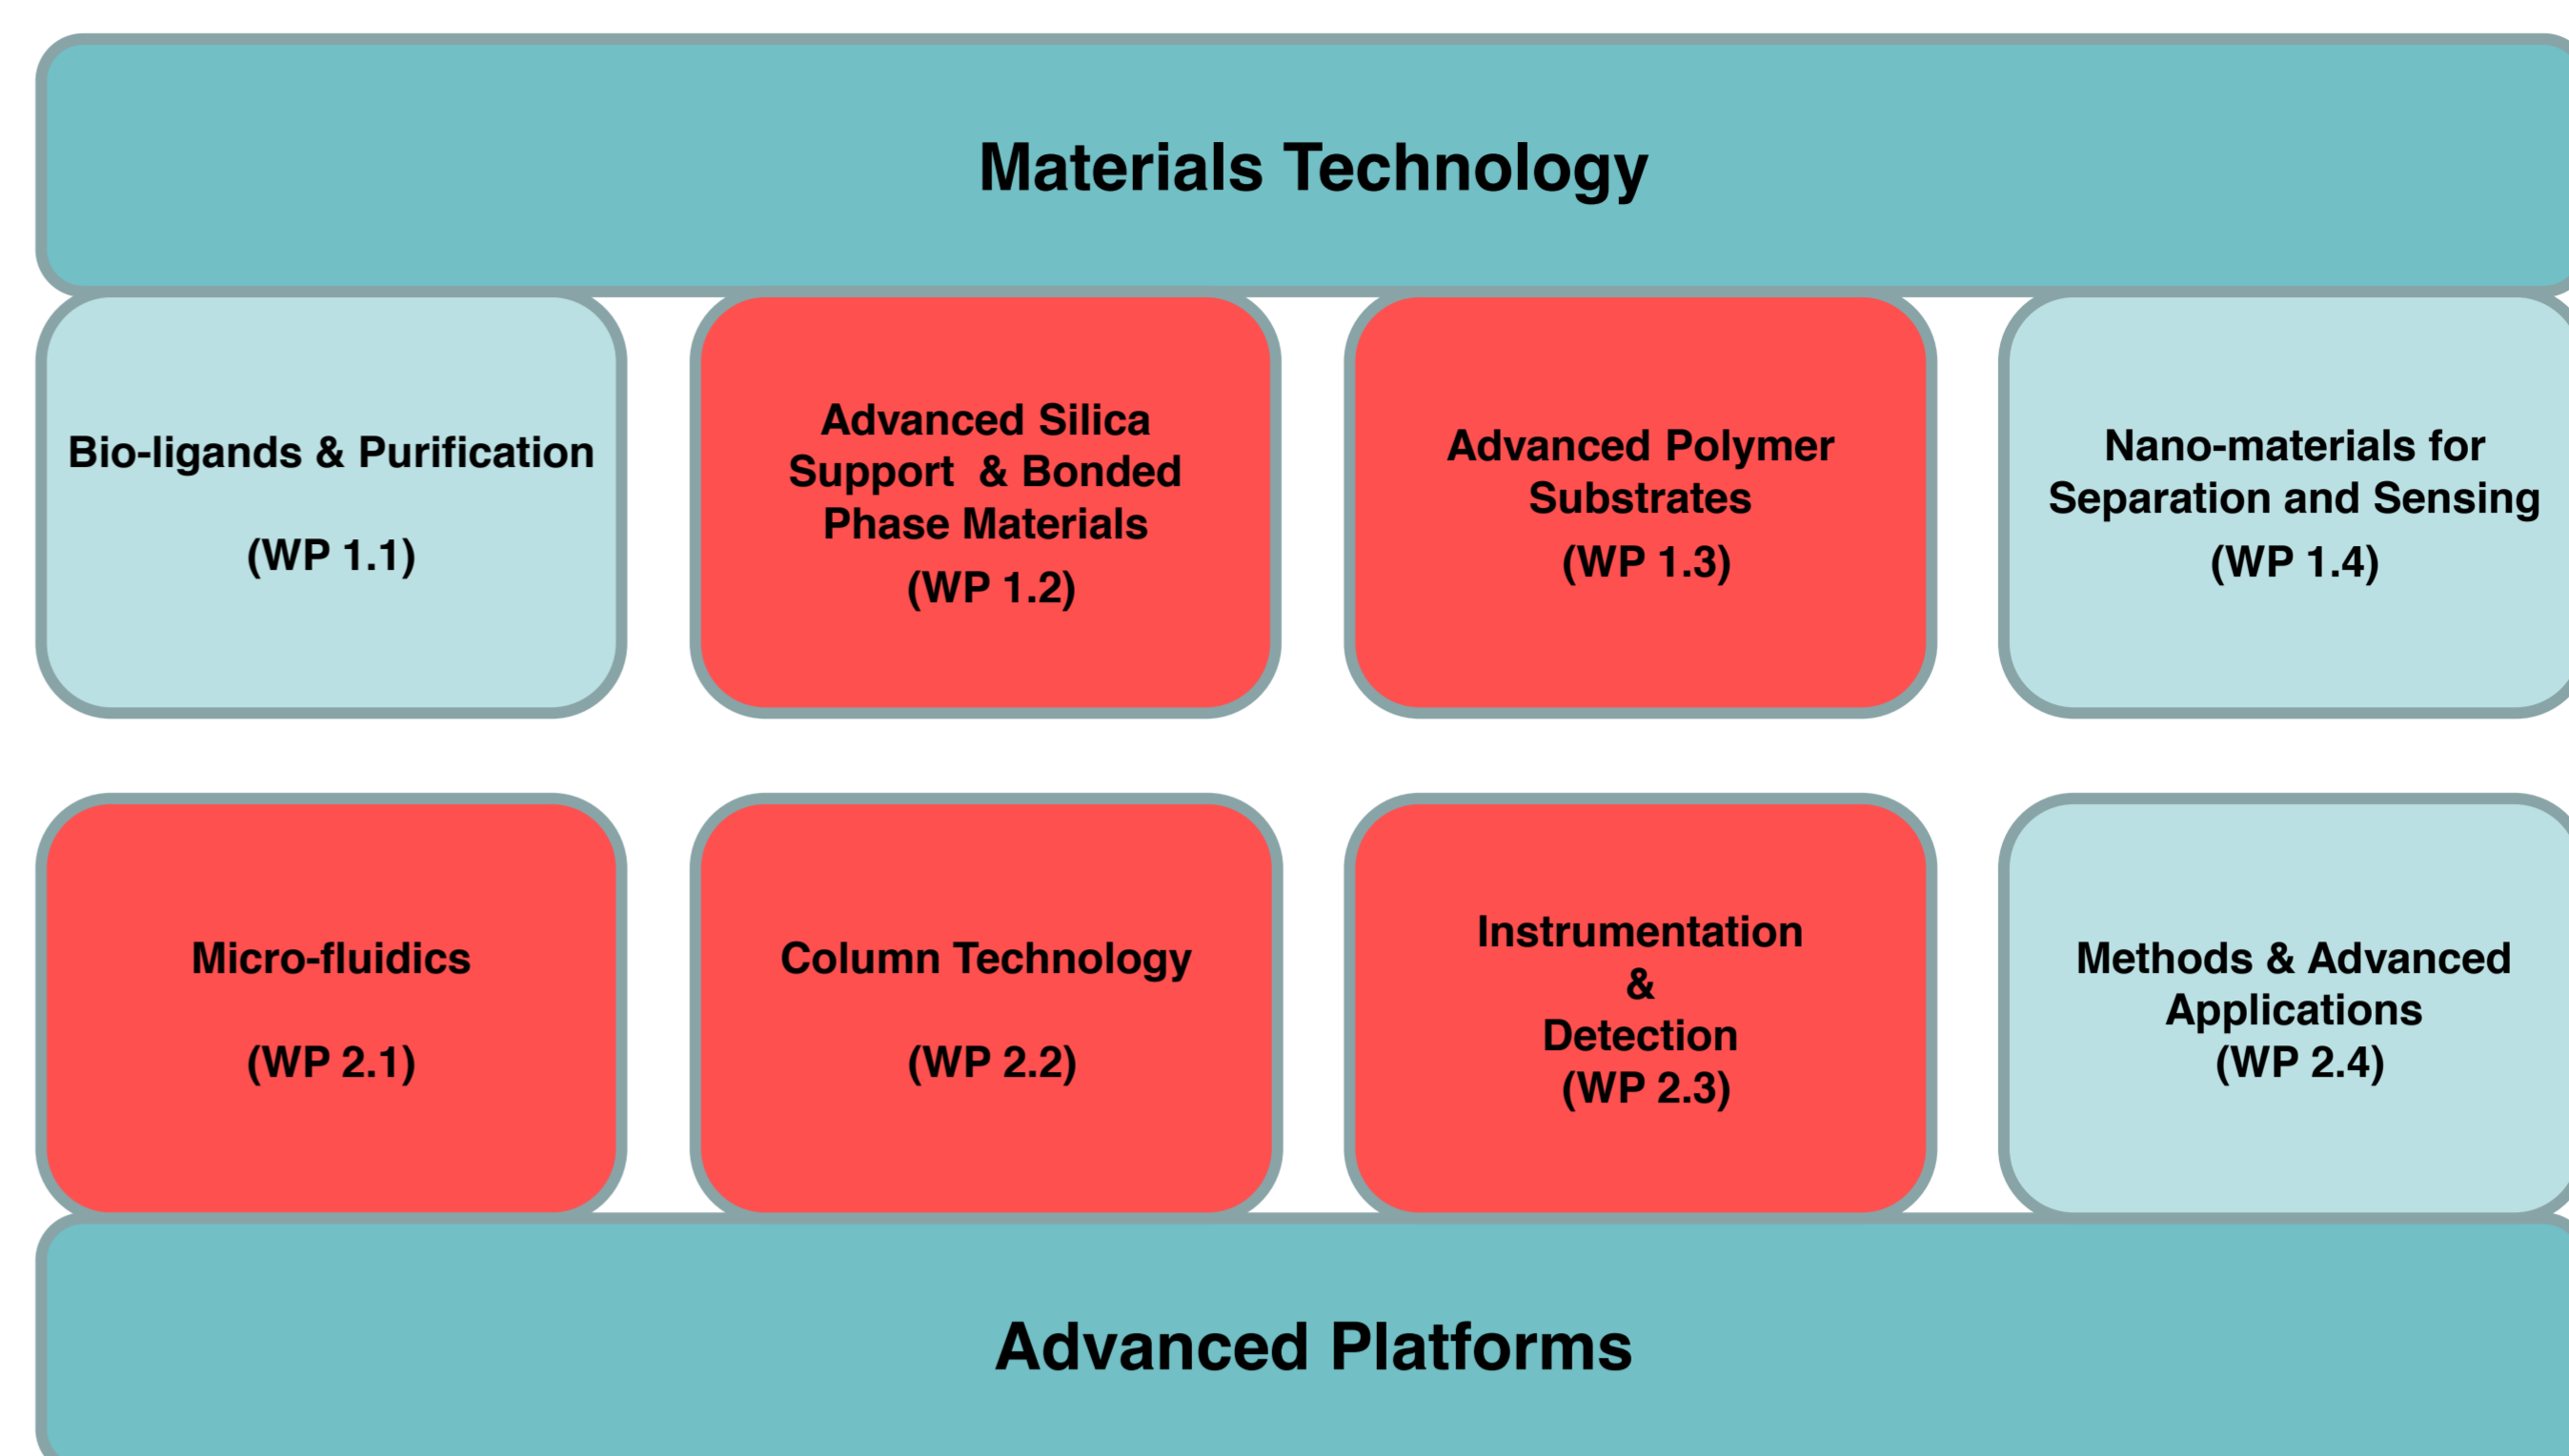 Materials Technology
Bio-ligands & Purification
(WP 1.1)
Advanced Silica
Support & Bonded
Phase Materials
(WP 1.2)
Advanced Polymer
Substrates
(WP 1.3)
Nano-materials for
Separation and Sensing
(WP 1.4)
Micro-fluidics
(WP 2.1)
Column Technology
(WP 2.2)
Instrumentation
&
Detection
(WP 2.3)
Methods & Advanced
Applications
(WP 2.4)
Advanced Platforms